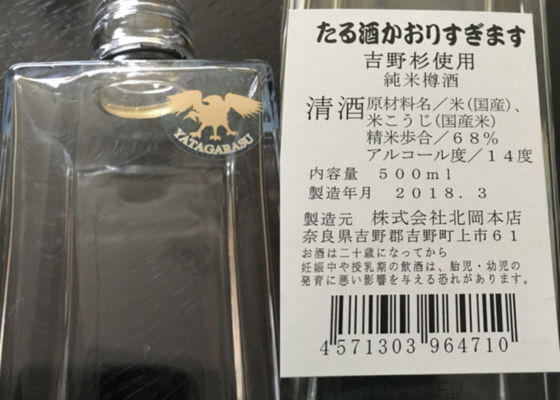 YATAGARASU
たる酒かおりすぎます
吉野杉使用
純米樽酒
清酒
原材料名／米(国産)、
米こうじ(国産米)
精米歩合／６８％
アルコール度／１４度
内容量 ５００ml
製造年月 ２０１８.３
製造元 株式会社北岡本店
奈良県吉野郡吉野町上市６１
お酒は二十歳になってから
妊娠中や授乳期の飲酒は、胎児・幼児の
発育に悪い影響を与える恐れがあります。
4 571303 964710